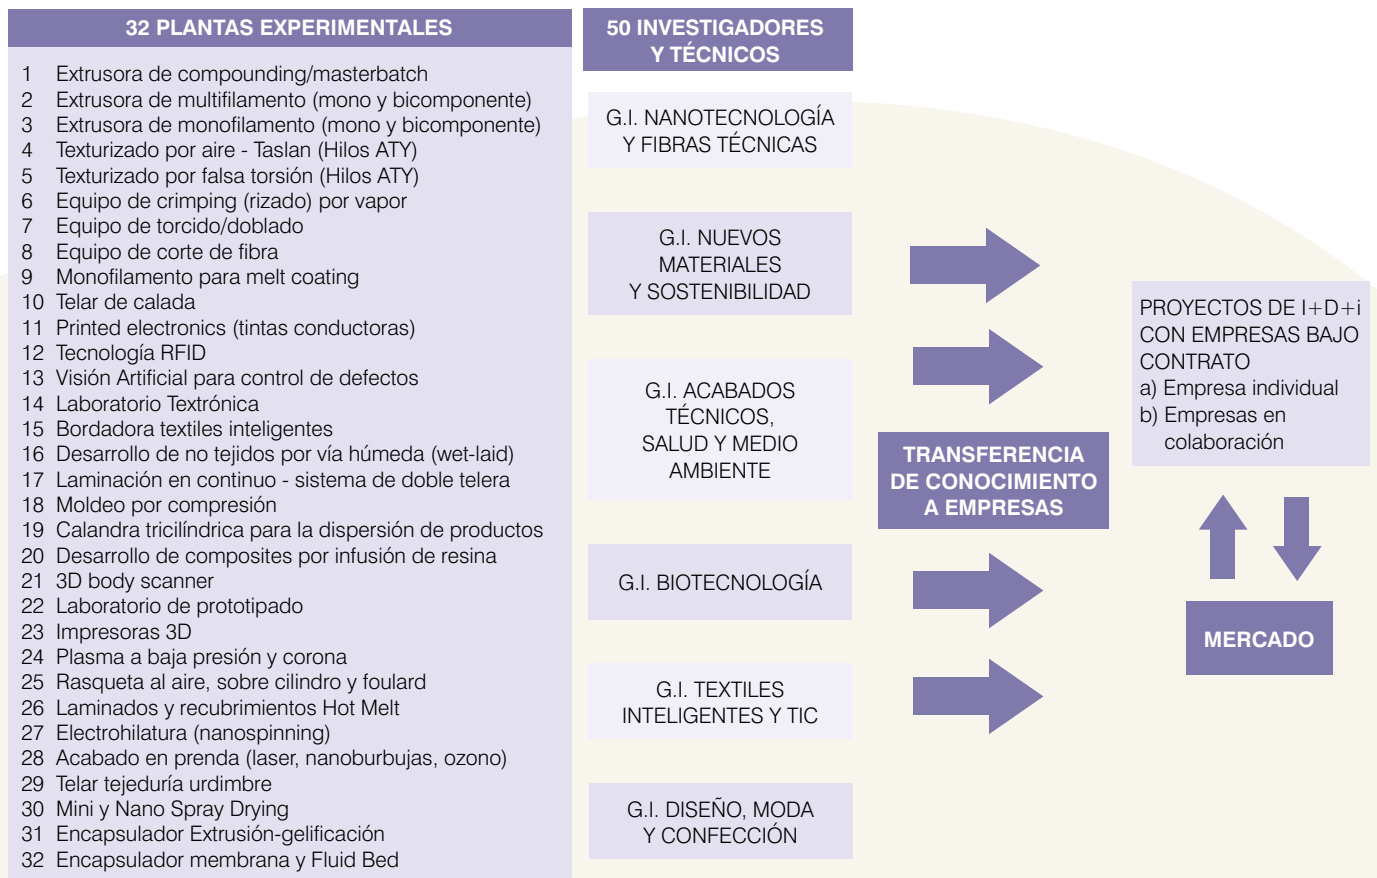 32 PLANTAS EXPERIMENTALES
1 Extrusora de compounding/masterbatch
2 Extrusora de multifilamento (mono y bicomponente)
3 Extrusora de monofilamento (mono y bicomponente)
4 Texturizado por aire - Taslan (Hilos ATY)
5 Texturizado por falsa torsión (Hilos ATY)
6 Equipo de crimping (rizado) por vapor
7 Equipo de torcido/doblado
8 Equipo de corte de fibra
9 Monofilamento para melt coating
10 Telar de calada
11 Printed electronics (tintas conductoras)
12 Tecnología RFID
13 Visión Artificial para control de defectos
14 Laboratorio Textrónica
15 Bordadora textiles inteligentes
16 Desarrollo de no tejidos por vía húmeda (wet-laid)
17 Laminación en continuo - sistema de doble telera
18 Moldeo por compresión
19 Calandra tricilíndrica para la dispersión de productos
20 Desarrollo de composites por infusión de resina
21 3D body scanner
22 Laboratorio de prototipado
23 Impresoras 3D
24 Plasma a baja presión y corona
25 Rasqueta al aire, sobre cilindro y foulard
26 Laminados y recubrimientos Hot Melt
27 Electrohilatura (nanospinning)
28 Acabado en prenda (laser, nanoburbujas, ozono)
29 Telar tejeduría urdimbre
30 Mini y Nano Spray Drying
31 Encapsulador Extrusión-gelificación
32 Encapsulador membrana y Fluid Bed
50 INVESTIGADORES
Y TÉCNICOS
G.I. NANOTECNOLOGÍA
Y FIBRAS TÉCNICAS
G.I. NUEVOS
MATERIALES
Y SOSTENIBILIDAD
G.I. ACABADOS
TÉCNICOS,
SALUD Y MEDIO
AMBIENTE
G.I. BIOTECNOLOGÍA
G.I. TEXTILES
INTELIGENTES Y TIC
G.I. DISEÑO, MODA
Y CONFECCIÓN
TRANSFERENCIA
DE CONOCIMIENTO
A EMPRESAS
PROYECTOS DE I+D+i
CON EMPRESAS BAJO
CONTRATO
a) Empresa individual
b) Empresas en
colaboración
MERCADO